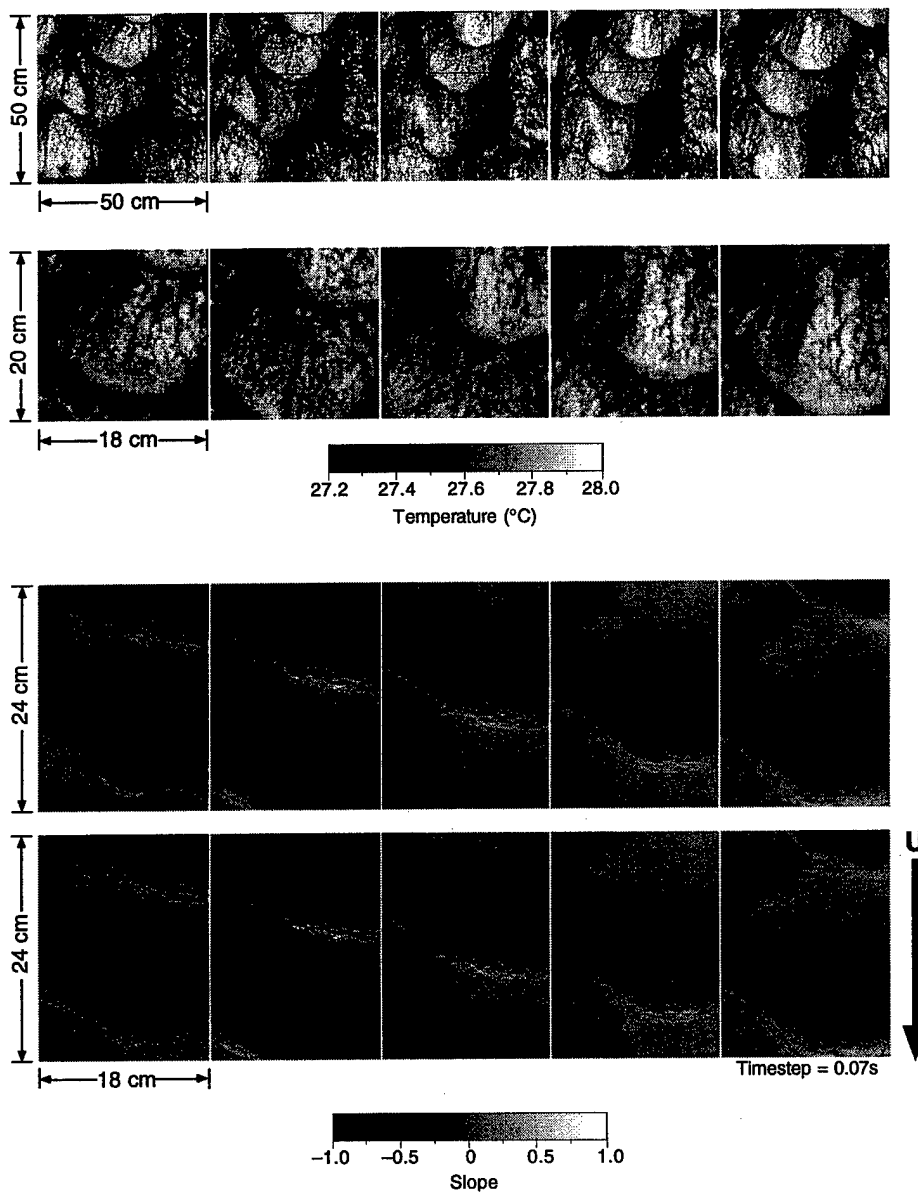 50 cm
50 cm
20 cm
18 cm
27.2 27.4 27.6 27.8 28.0
Temperature (°C)
24 cm
U
24 cm
Timestep = 0.07s
18 cm
–1.0 –0.5 0 0.5 1.0
Slope